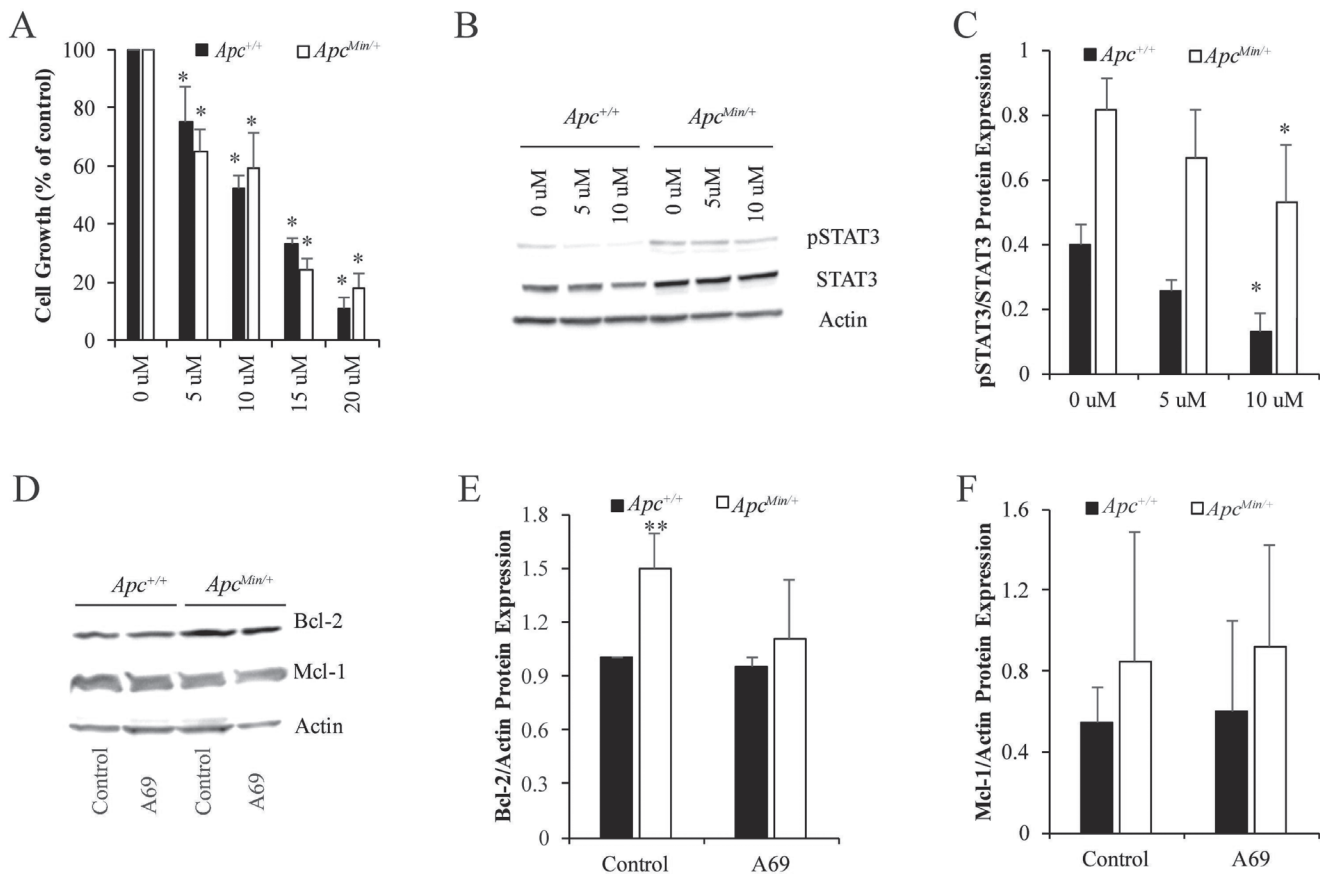 A
Apc+/+
ApcMin/+
Cell Growth (% of control)
100
80
60
40
20
0
* * * * * * * *
0 uM 5 uM 10 uM 15 uM 20 uM
B
Apc+/+ ApcMin/+
0 uM 5 uM 10 uM 0 uM 5 uM 10 uM
pSTAT3
STAT3
Actin
C
Apc+/+ ApcMin/+
pSTAT3/STAT3 Protein Expression
1
0.8
0.6
0.4
0.2
0
* *
0 uM 5 uM 10 uM
D
Apc+/+ ApcMin/+
Bcl-2
Mcl-1
Actin
Control A69 Control A69
E
Apc+/+ ApcMin/+
**
Bcl-2/Actin Protein Expression
1.8
1.5
1.2
0.9
0.6
0.3
0
Control A69
F
Apc+/+ ApcMin/+
Mcl-1/Actin Protein Expression
1.6
1.2
0.8
0.4
0
Control A69